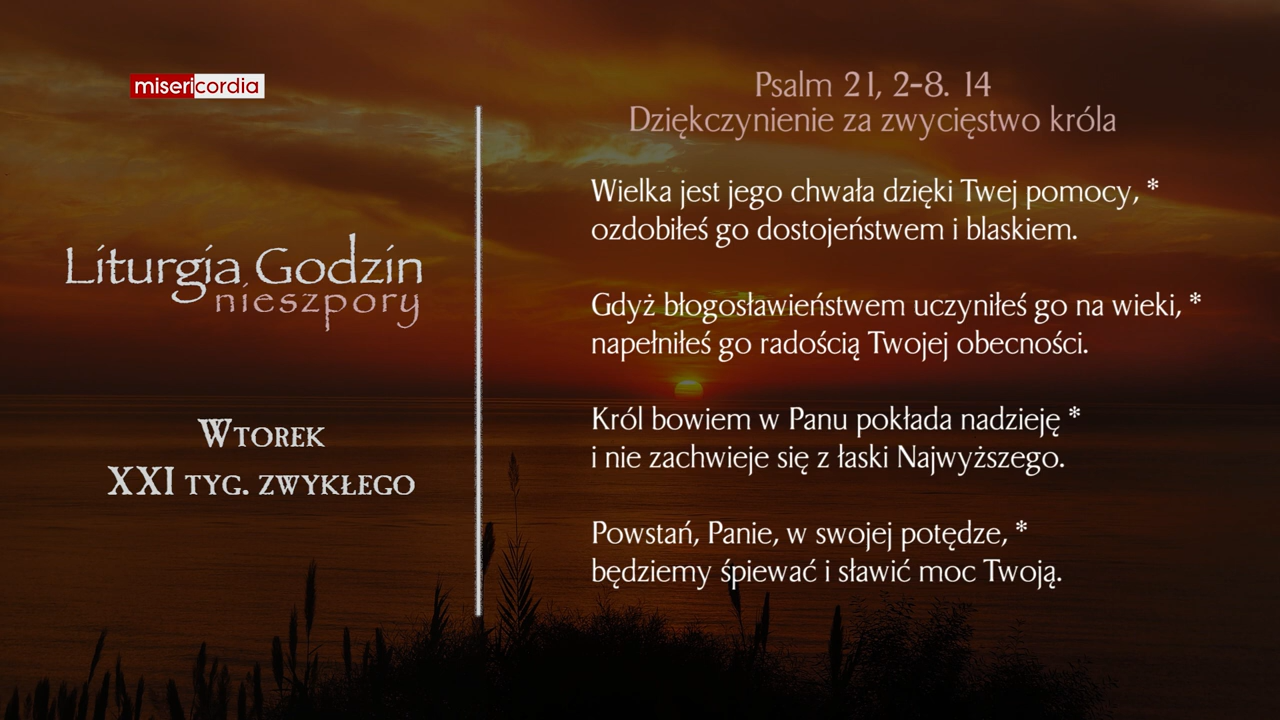 misericordia
Liturgia Godzin
nieszpory
Wtorek
XXI tyg. zwykłego
Psalm 21, 2-8. 14
Dziękczynienie za zwycięstwo króla
Wielka jest jego chwała dzięki Twej pomocy, *
ozdobiłeś go dostojeństwem i blaskiem.
Gdyż błogosławieństwem uczyniłeś go na wieki, *
napełniłeś go radością Twojej obecności.
Król bowiem w Panu pokłada nadzieję *
i nie zachwieje się z łaski Najwyższego.
Powstań, Panie, w swojej potędze, *
będziemy śpiewać i sławić moc Twoją.